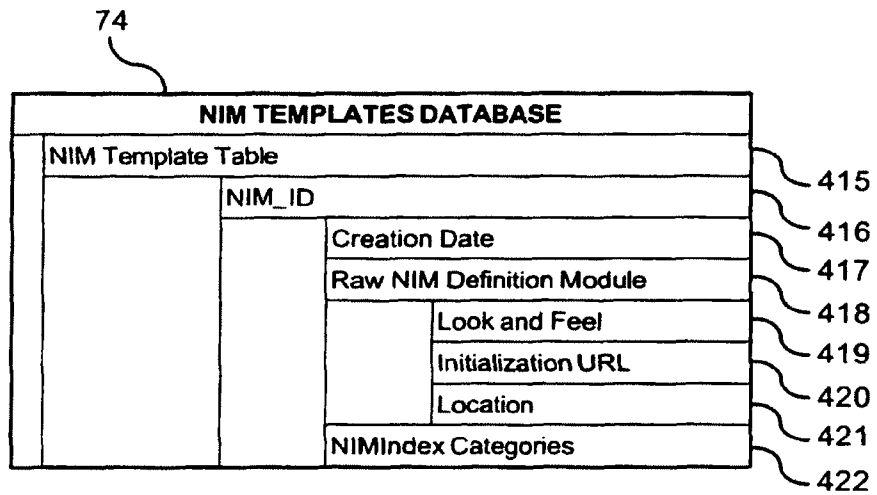 74
NIM TEMPLATES DATABASE
NIM Template Table
415
NIM_ID
416
Creation Date
417
Raw NIM Definition Module
418
Look and Feel
419
Initialization URL
420
Location
421
NIMIndex Categories
422